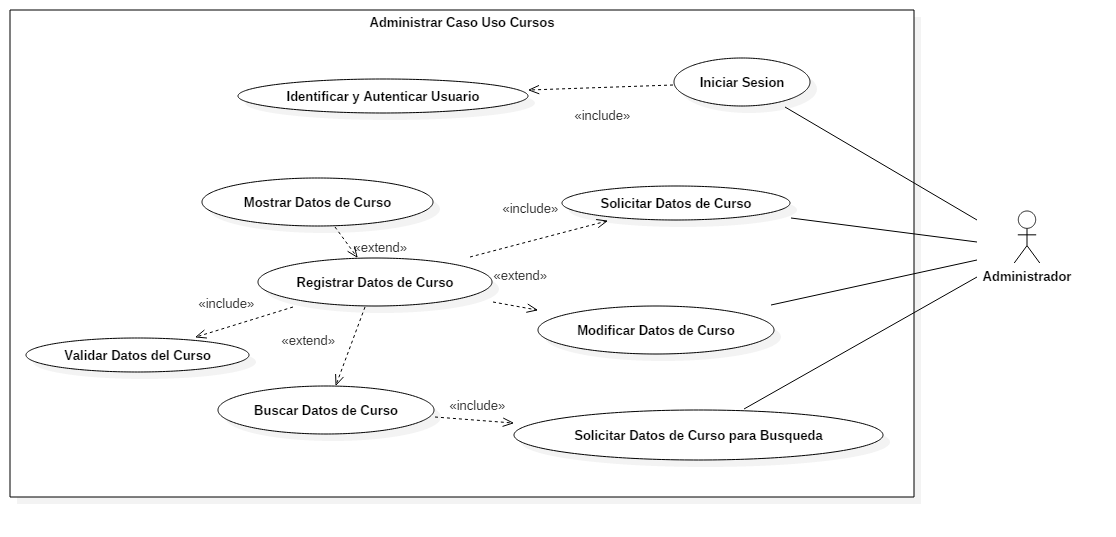 Administrar Caso Uso Cursos
Iniciar Sesion
Identificar y Autenticar Usuario
«include»
Mostrar Datos de Curso
Solicitar Datos de Curso
«include»
«extend»
Administrador
Registrar Datos de Curso
«extend»
«include»
Modificar Datos de Curso
«extend»
Validar Datos del Curso
Buscar Datos de Curso
«include»
Solicitar Datos de Curso para Busqueda